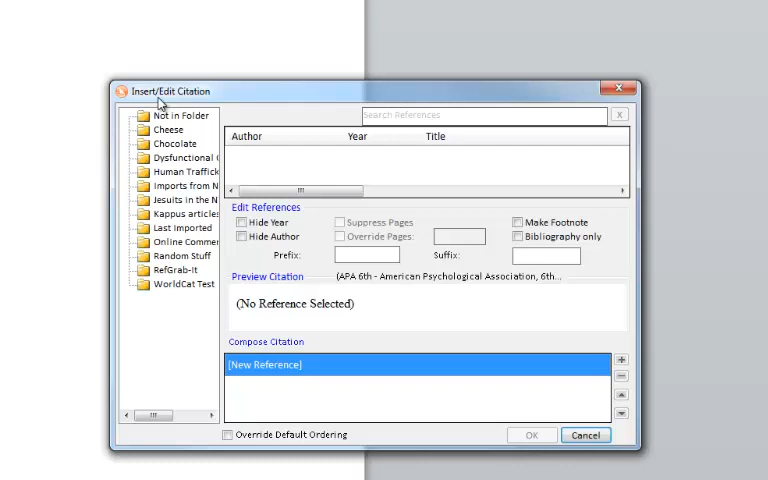 Insert/Edit Citation
Not in Folder
Cheese
Chocolate
Dysfunctional
Human Traffick
Imports from N
Jesuits in the N
Kappus articles
Last Imported
Online Commer
Random Stuff
RefGrab-It
WorldCat Test
Search References
X
Author Year Title
Edit References
Hide Year Suppress Pages Make Footnote
Hide Author Override Pages: Bibliography only
Prefix: Suffix:
Preview Citation (APA 6th - American Psychological Association, 6th...
(No Reference Selected)
Compose Citation
[New Reference]
Override Default Ordering
OK Cancel